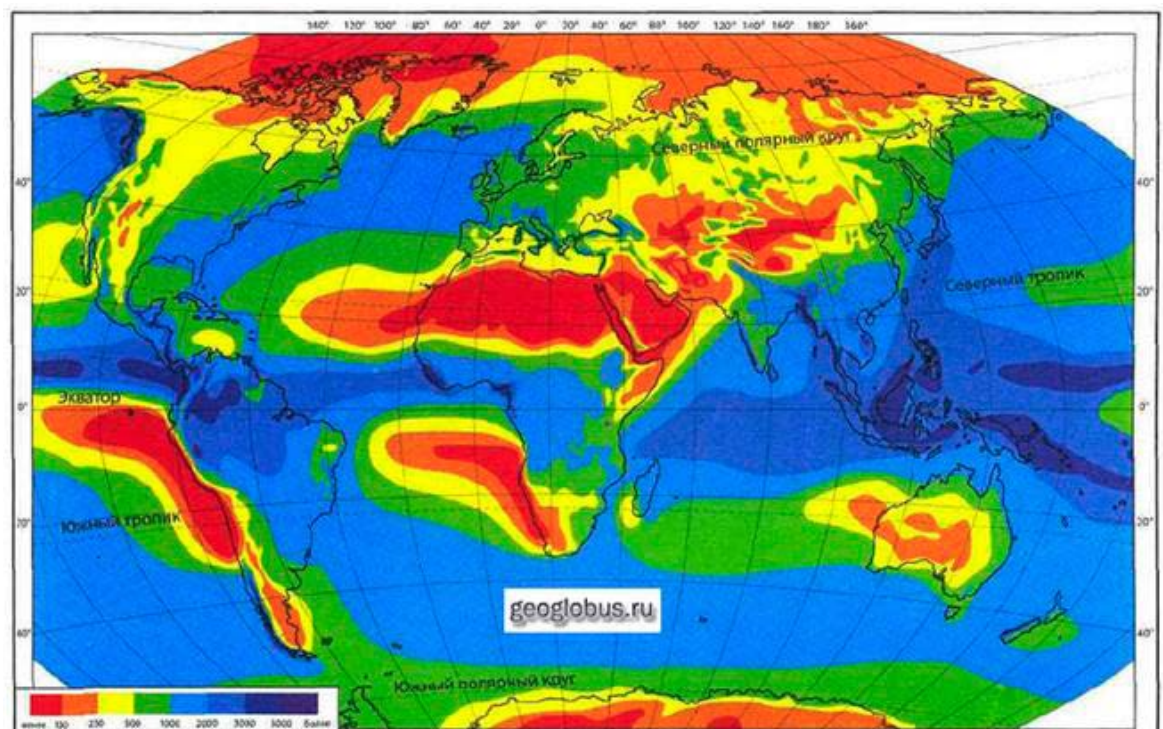 140° 120° 100° 80° 60° 40° 20° 0° 20° 40° 60° 80° 100° 120° 140° 160° 180° 160°
Северный полярный круг
40° 40°
Северный тропик
20° 20°
Экватор
0° 0°
Южный тропик
20° 20°
geoglobus.ru
40° 40°
Южный полярный круг
менее 100 250 500 1000 2000 3000 5000 более